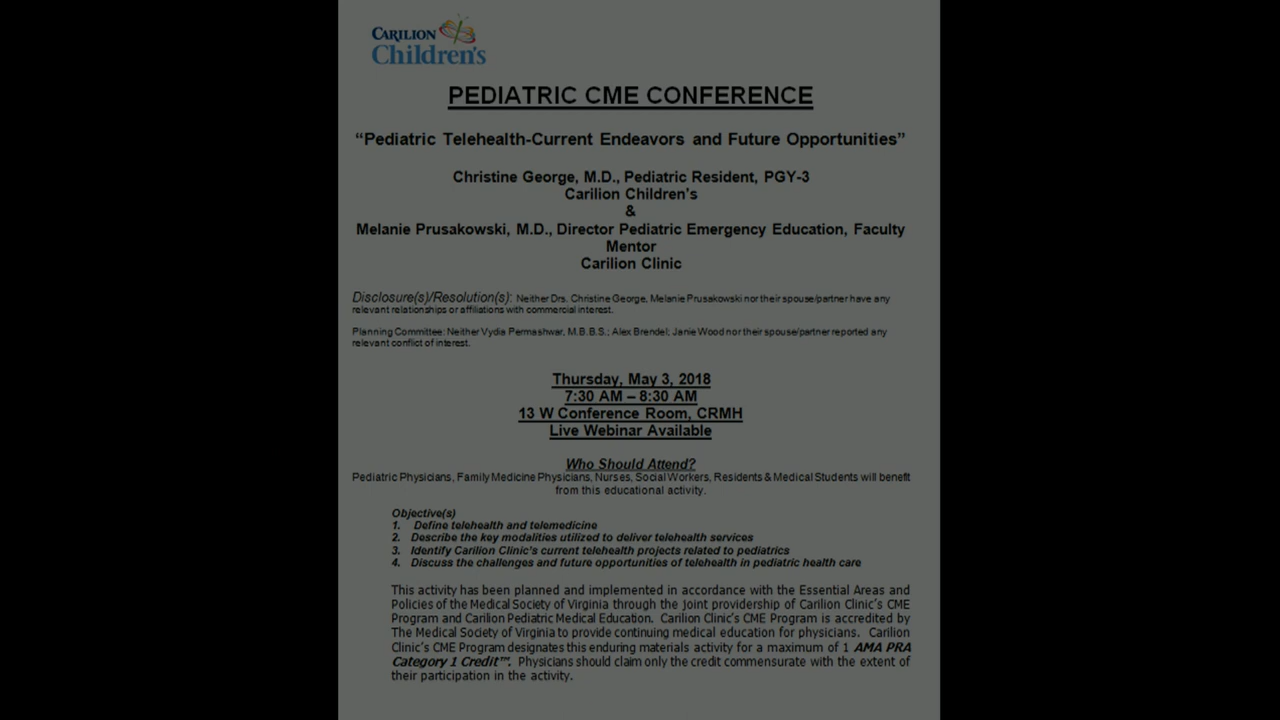 CARILION
Children's
PEDIATRIC CME CONFERENCE
“Pediatric Telehealth-Current Endeavors and Future Opportunities”
Christine George, M.D., Pediatric Resident, PGY-3
Carilion Children’s
&
Melanie Prusakowski, M.D., Director Pediatric Emergency Education, Faculty
Mentor
Carilion Clinic
Disclosure(s)/Resolution(s): Neither Drs. Christine George, Melanie Prusakowski nor their spouse/partner have any
relevant relationships or affiliations with commercial interest.
Planning Committee: Neither Vydia Permashwar, M.B.B.S.; Alex Brendel; Janie Wood nor their spouse/partner reported any
relevant conflict of interest.
Thursday, May 3, 2018
7:30 AM – 8:30 AM
13 W Conference Room, CRMH
Live Webinar Available
Who Should Attend?
Pediatric Physicians, Family Medicine Physicians, Nurses, Social Workers, Residents & Medical Students will benefit
from this educational activity.
Objective(s)
1. Define telehealth and telemedicine
2. Describe the key modalities utilized to deliver telehealth services
3. Identify Carilion Clinic’s current telehealth projects related to pediatrics
4. Discuss the challenges and future opportunities of telehealth in pediatric health care
This activity has been planned and implemented in accordance with the Essential Areas and
Policies of the Medical Society of Virginia through the joint providership of Carilion Clinic’s CME
Program and Carilion Pediatric Medical Education. Carilion Clinic’s CME Program is accredited by
The Medical Society of Virginia to provide continuing medical education for physicians. Carilion
Clinic’s CME Program designates this enduring materials activity for a maximum of 1 AMA PRA
Category 1 Credit™. Physicians should claim only the credit commensurate with the extent of
their participation in the activity.